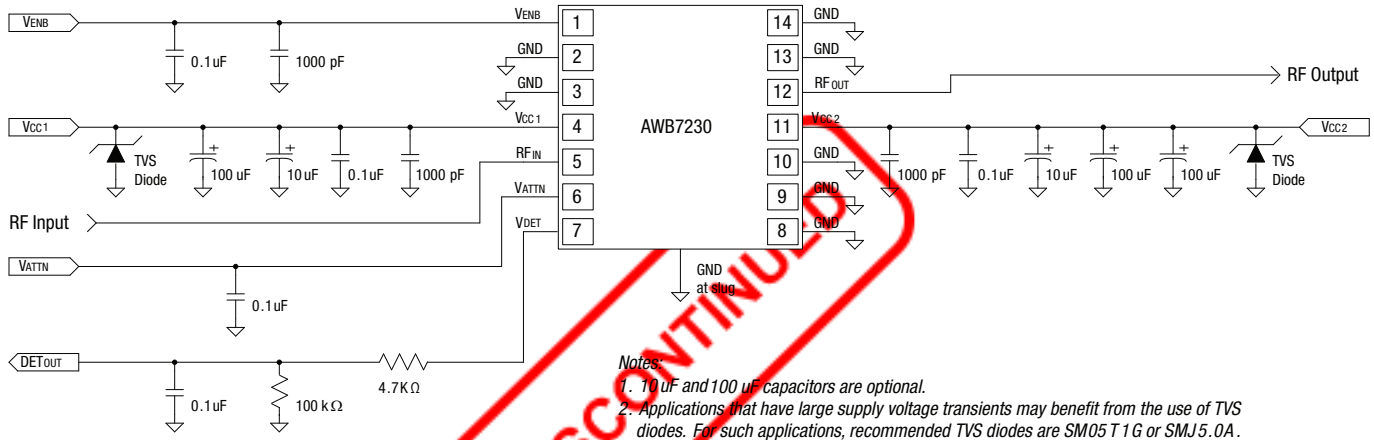 VENB
0.1uF
1000 pF
VENB
1
GND
2
GND
3
VCC1
TVS
Diode
100 uF
+
10 uF
+
0.1uF
1000 pF
VCC1
4
RFIN
5
RF Input
VATTN
6
VDET
7
VATTN
0.1uF
DETOUT
0.1uF
100 kΩ
4.7KΩ
AWB7230
GND
at slug
14
GND
13
GND
12
RFOUT
RF Output
11
VCC2
VCC2
10
GND
9
GND
8
GND
1000 pF
0.1uF
10 uF
+
100 uF
+
100 uF
+
TVS
Diode
Notes:
1. 10 uF and 100 uF capacitors are optional.
2. Applications that have large supply voltage transients may benefit from the use of TVS
diodes. For such applications, recommended TVS diodes are SM05T1G or SMJ5.0A.
SCONTINUED